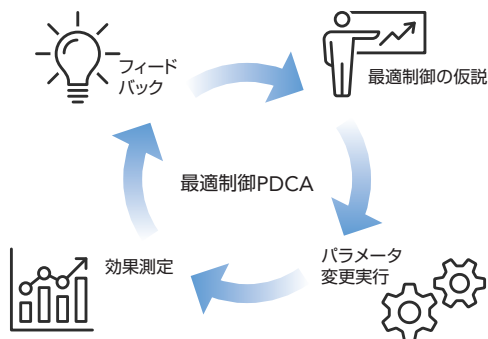 フィード
バック
最適制御の仮説
最適制御PDCA
パラメータ
変更実行
効果測定